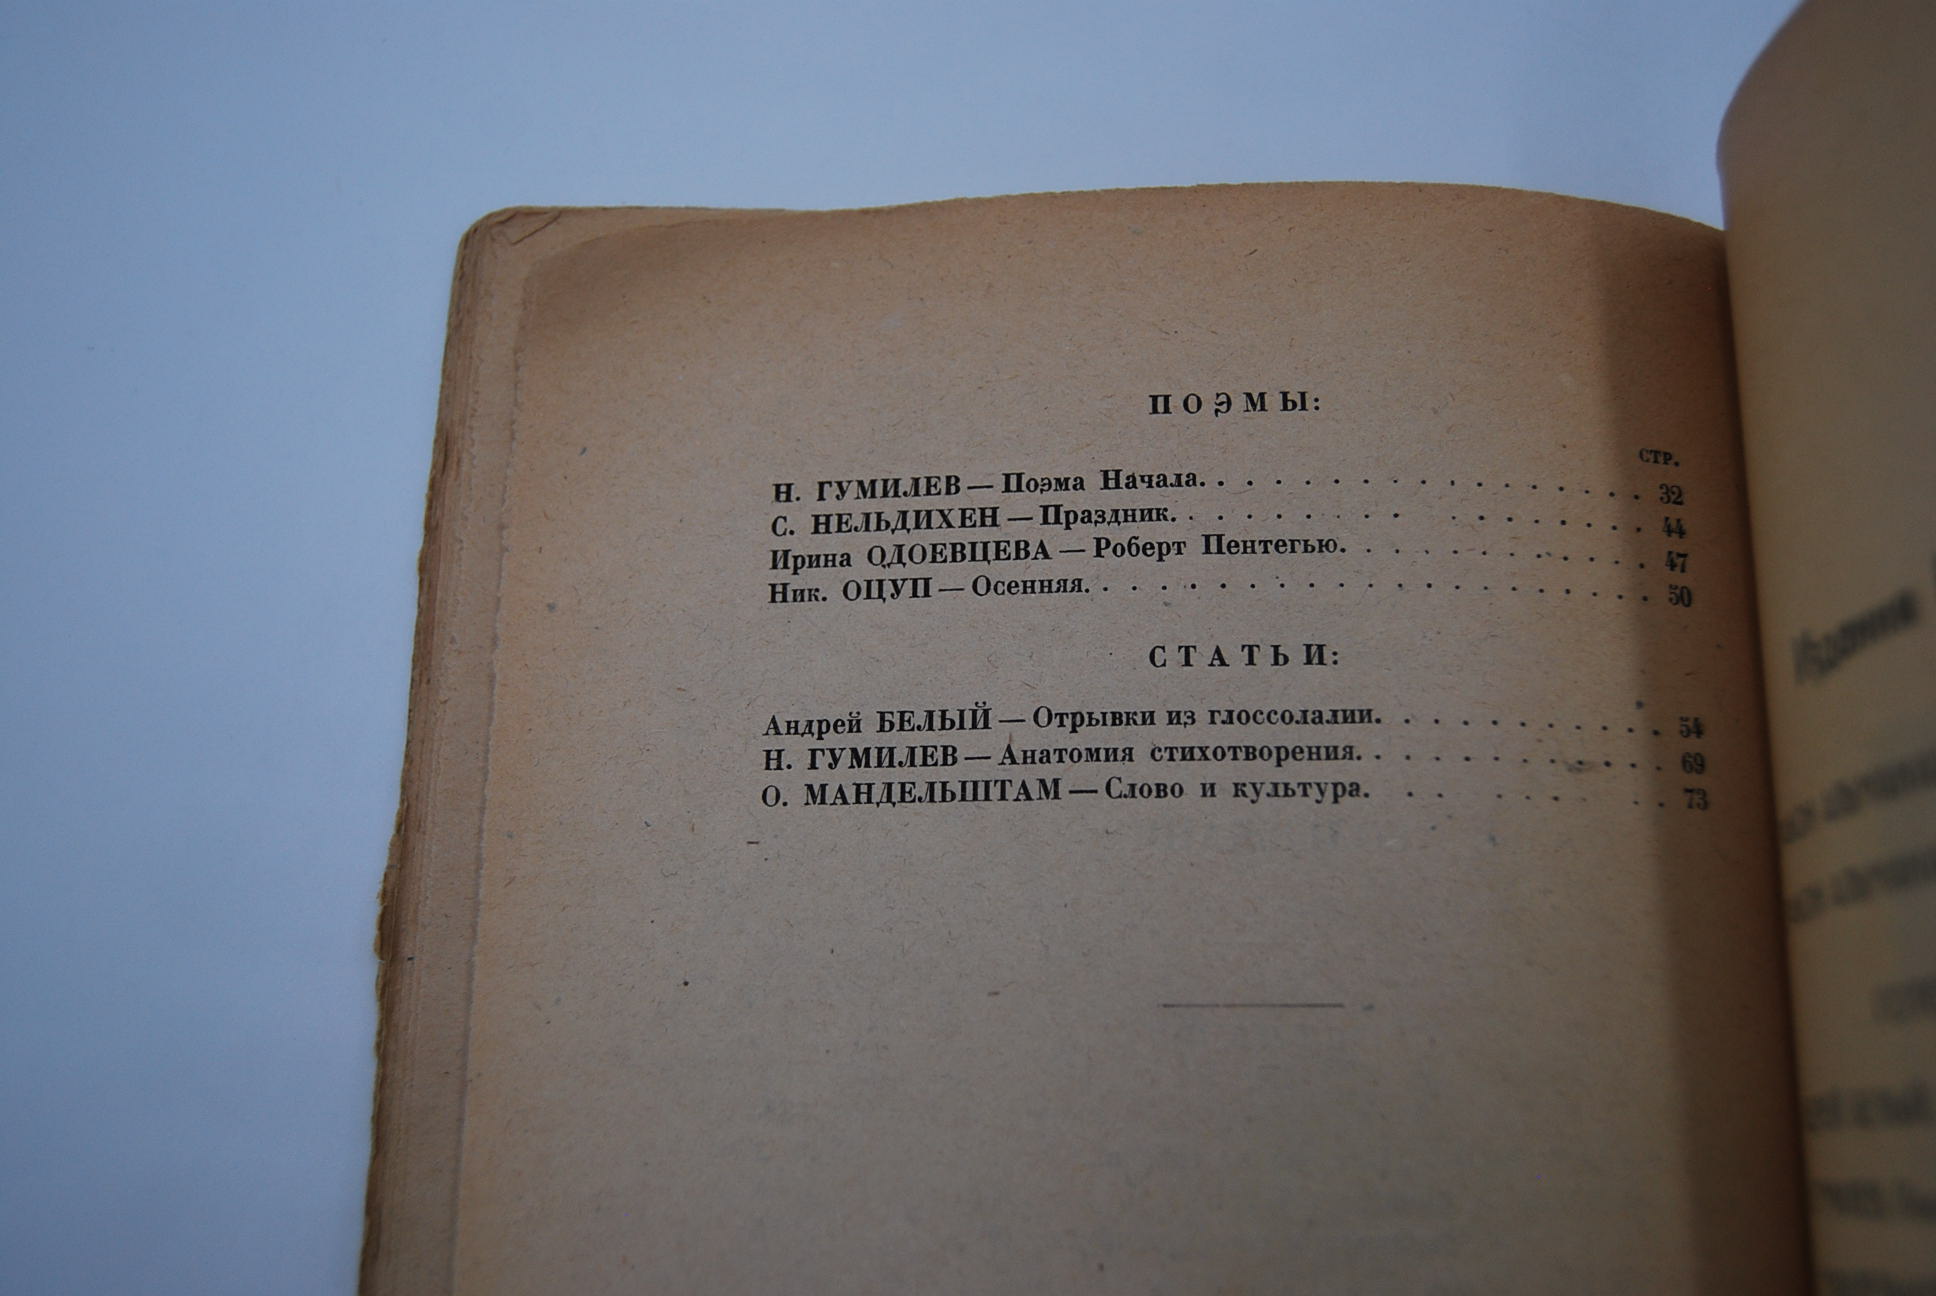 ПОЭМЫ:
СТР.
Н. ГУМИЛЕВ — Поэма Начала. . . . . . . . . . . . . . . . . 32
С. НЕЛЬДИХЕН — Праздник. . . . . . . . . . . . . . . . 44
Ирина ОДОЕВЦЕВА — Роберт Пентегью. . . . . . . . . . . 47
Ник. ОЦУП — Осенняя. . . . . . . . . . . . . . . . . . . . 50
СТАТЬИ:
Андрей БЕЛЫЙ — Отрывки из глоссолалии. . . . . . . . . . 54
Н. ГУМИЛЕВ — Анатомия стихотворения. . . . . . . . . . . 69
О. МАНДЕЛЬШТАМ — Слово и культура. . . . . . . . . 73